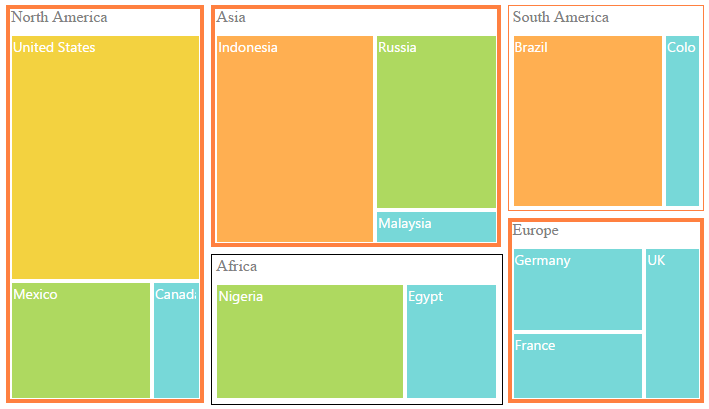 North America
United States
Mexico
Canada
Asia
Indonesia
Russia
Malaysia
Africa
Nigeria
Egypt
South America
Brazil
Colo
Europe
Germany
UK
France